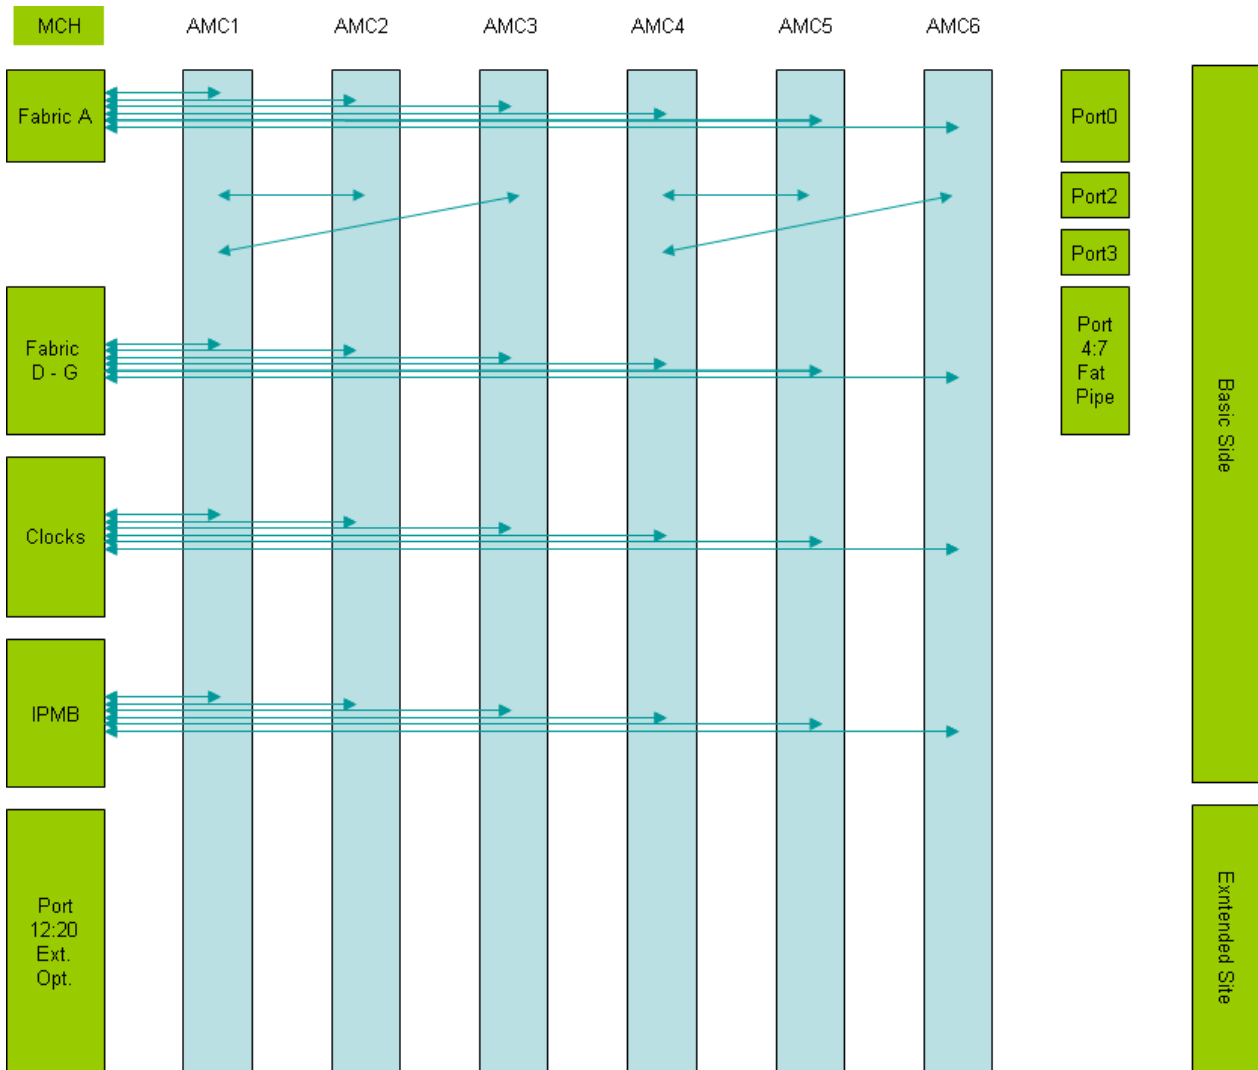 MCH
AMC1
AMC2
AMC3
AMC4
AMC5
AMC6
Fabric A
Port0
Port2
Port3
Fabric
D - G
Port
4:7
Fat
Pipe
Basic Side
Clocks
IPMB
Port
12:20
Ext.
Opt.
Exntended Site